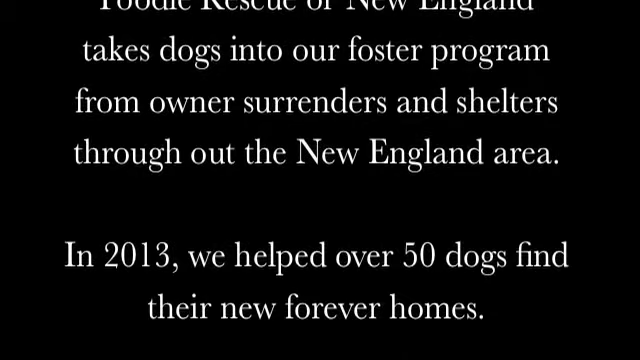 Poodle Rescue of New England
takes dogs into our foster program
from owner surrenders and shelters
through out the New England area.
In 2013, we helped over 50 dogs find
their new forever homes.